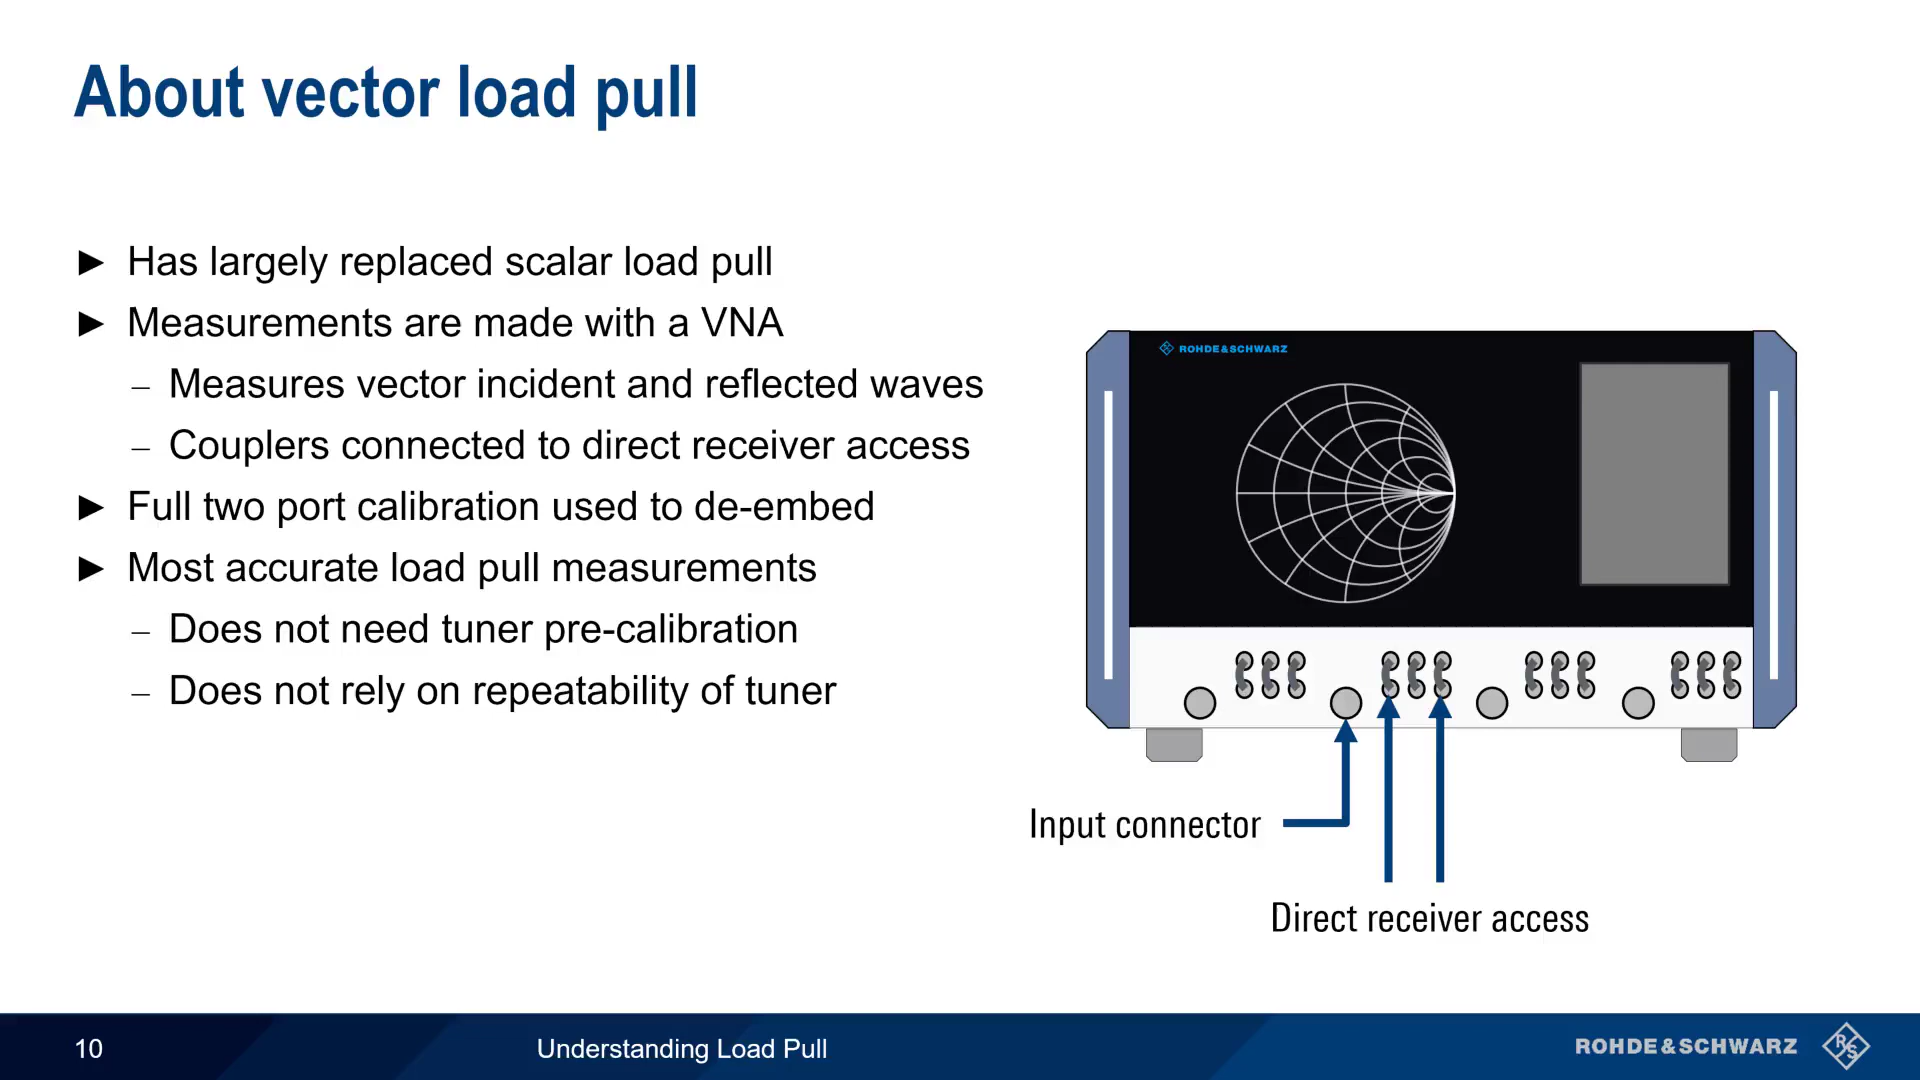 About vector load pull
► Has largely replaced scalar load pull
► Measurements are made with a VNA
– Measures vector incident and reflected waves
– Couplers connected to direct receiver access
► Full two port calibration used to de-embed
► Most accurate load pull measurements
– Does not need tuner pre-calibration
– Does not rely on repeatability of tuner
ROHDE&SCHWARZ
Input connector
Direct receiver access
10
Understanding Load Pull
ROHDE&SCHWARZ
R&S